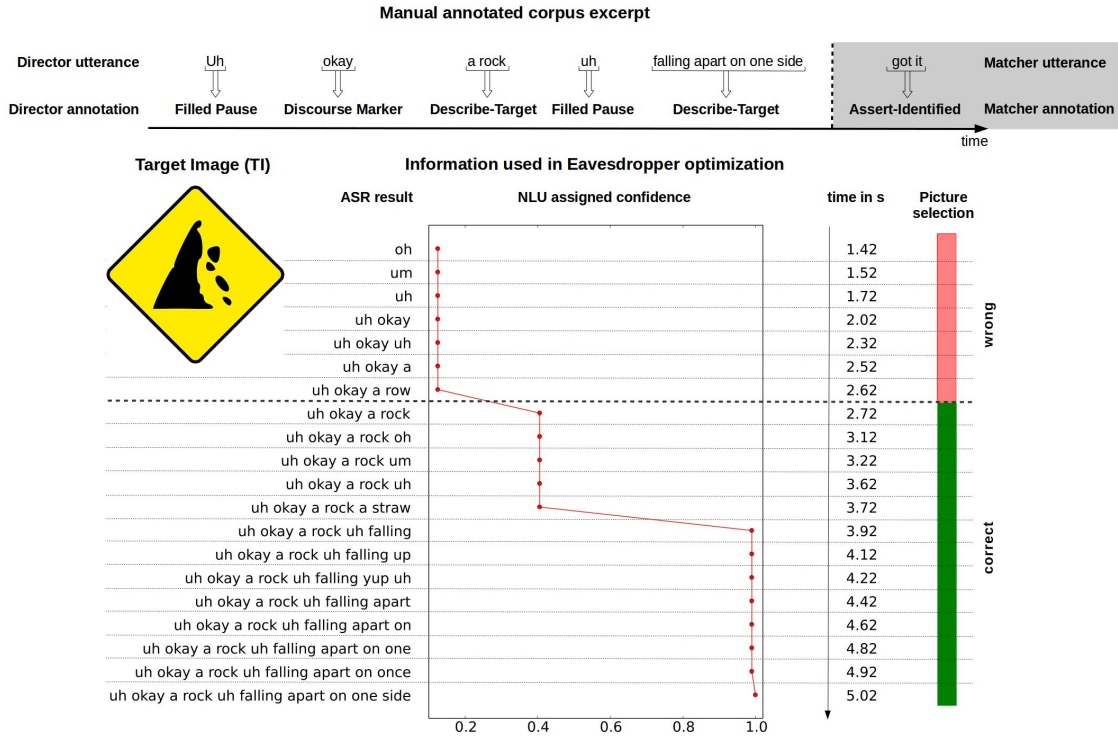 Manual annotated corpus excerpt
Director utterance Uh okay a rock uh falling apart on one side got it Matcher utterance
Director annotation Filled Pause Discourse Marker Describe-Target Filled Pause Describe-Target Assert-Identified Matcher annotation
time
Target Image (TI) Information used in Eavesdropper optimization
ASR result NLU assigned confidence time in s Picture
selection
oh 1.42
um 1.52
uh 1.72
uh okay 2.02
uh okay uh 2.32
uh okay a 2.52
uh okay a row 2.62
wrong
uh okay a rock 2.72
uh okay a rock oh 3.12
uh okay a rock um 3.22
uh okay a rock uh 3.62
uh okay a rock a straw 3.72
uh okay a rock uh falling 3.92
uh okay a rock uh falling up 4.12
uh okay a rock uh falling yup uh 4.22
uh okay a rock uh falling apart 4.42
uh okay a rock uh falling apart on 4.62
uh okay a rock uh falling apart on one 4.82
uh okay a rock uh falling apart on once 4.92
uh okay a rock uh falling apart on one side 5.02
correct
0.2 0.4 0.6 0.8 1.0